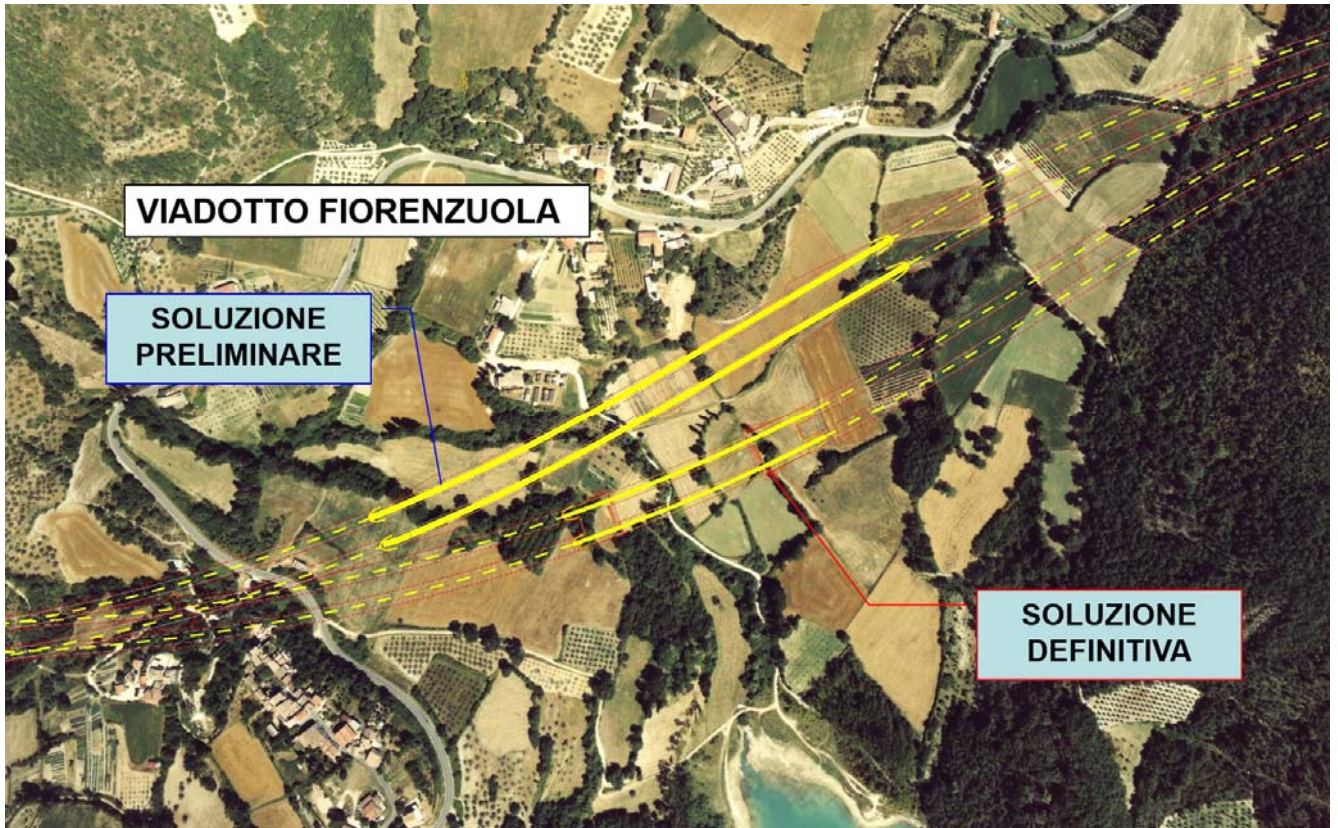 VIADOTTO FIORENZUOLA
SOLUZIONE
PRELIMINARE
SOLUZIONE
DEFINITIVA